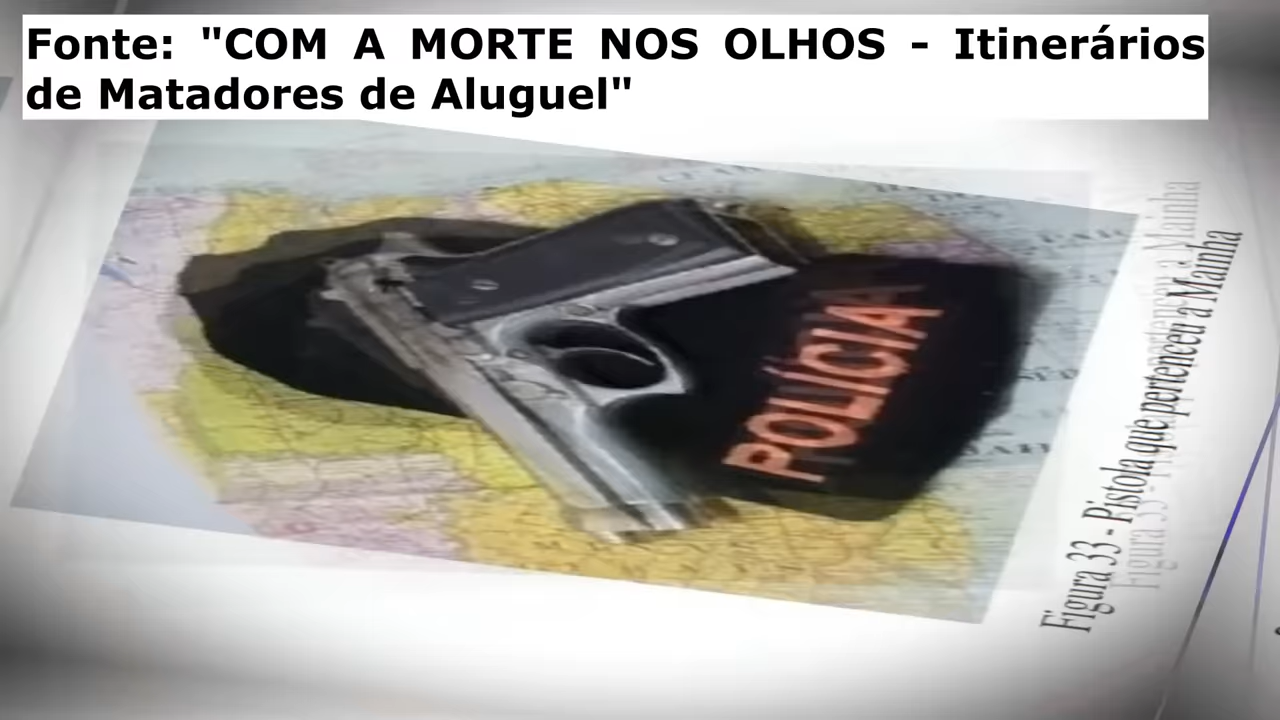 Fonte: "COM A MORTE NOS OLHOS - Itinerários
de Matadores de Aluguel"
POLÍCIA
Figura 33 - Pistola que pertenceu a Mainha